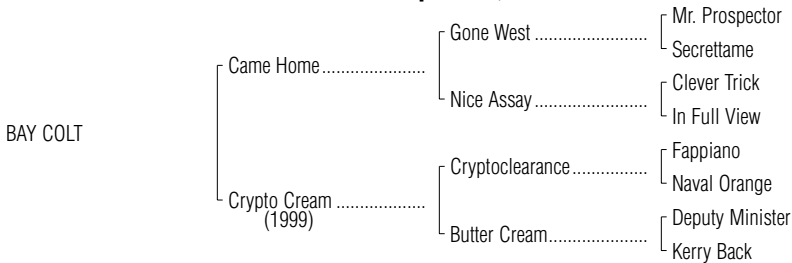 Mr. Prospector
Gone West ..........................
Secrettame
Came Home......................
Clever Trick
Nice Assay..........................
In Full View
BAY COLT
Fappiano
Cryptoclearance................
Naval Orange
Crypto Cream ...................
(1999)
Deputy Minister
Butter Cream.....................
Kerry Back